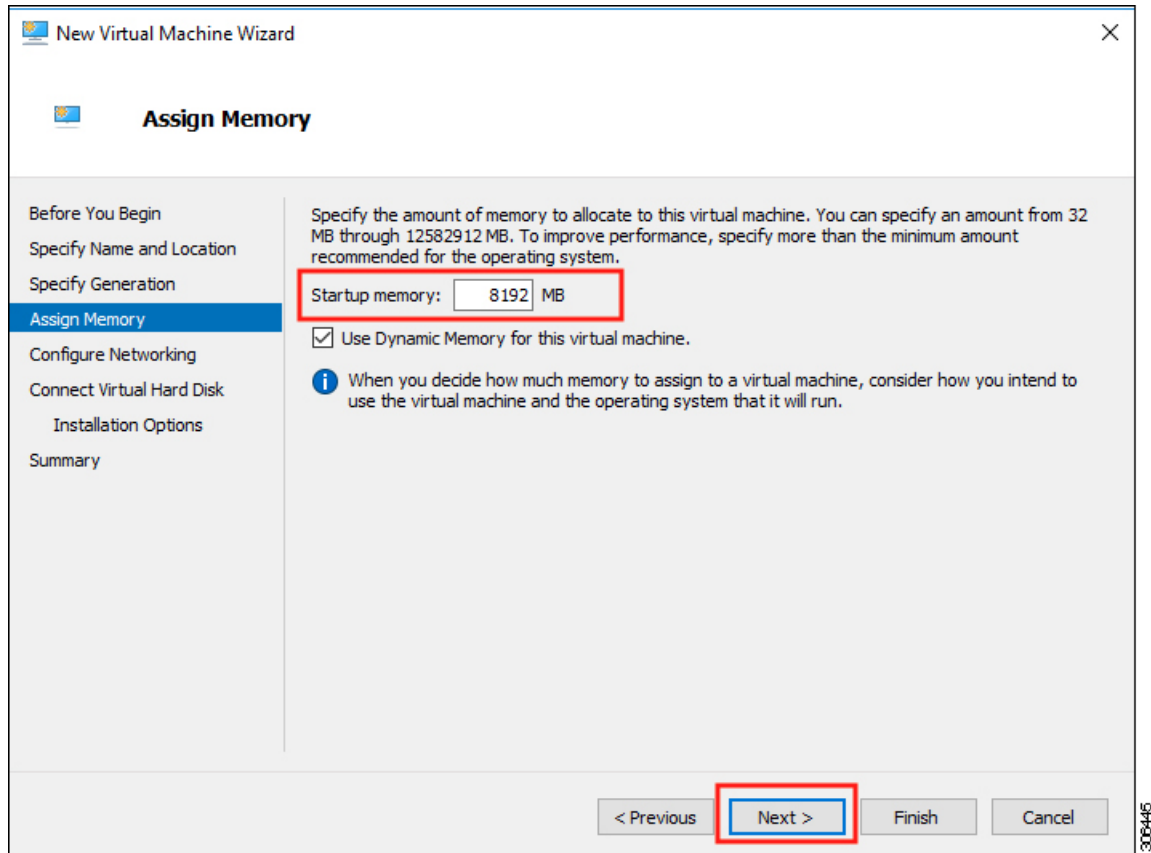 New Virtual Machine Wizard
Assign Memory
Before You Begin
Specify Name and Location
Specify Generation
Assign Memory
Configure Networking
Connect Virtual Hard Disk
Installation Options
Summary
Specify the amount of memory to allocate to this virtual machine. You can specify an amount from 32
MB through 12582912 MB. To improve performance, specify more than the minimum amount
recommended for the operating system.
Startup memory: 8192 MB
Use Dynamic Memory for this virtual machine.
When you decide how much memory to assign to a virtual machine, consider how you intend to
use the virtual machine and the operating system that it will run.
< Previous Next > Finish Cancel
306445